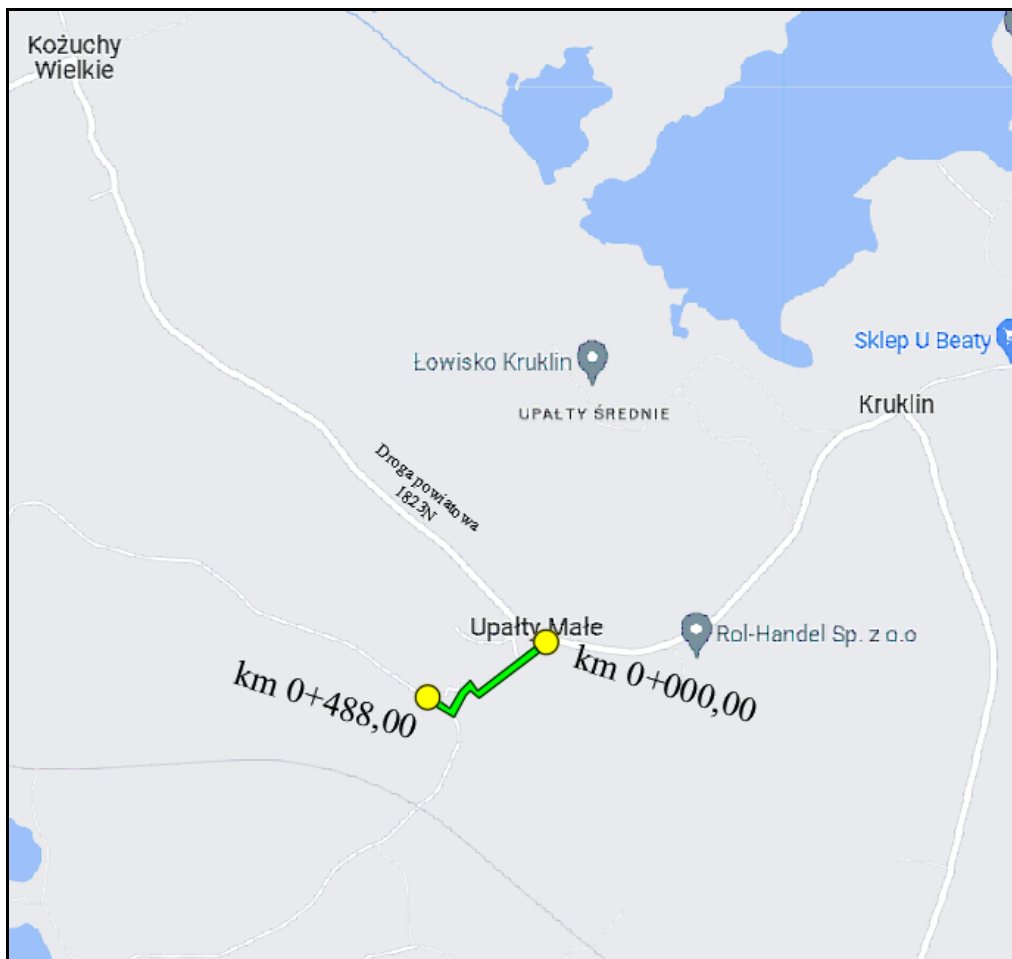 Kożuchy
Wielkie
Sklep U Beaty
Łowisko Kruklin
UPAŁTY ŚREDNIE
Kruklin
Droga powiatowa
1823N
Upałty Małe
Rol-Handel Sp. z o.o
km 0+000,00
km 0+488,00